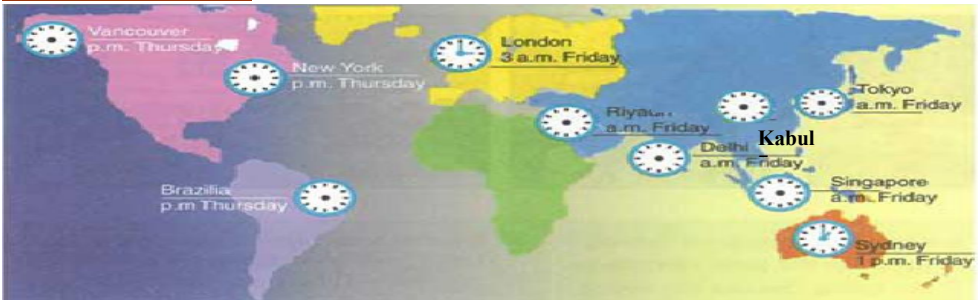 Vancouver
p.m. Thursday
New York
p.m. Thursday
London
3 a.m. Friday
Tokyo
a.m. Friday
a.m. Friday
Kabul
Delhi
a.m. Friday
Brazillia
p.m Thursday
Singapore
a.m. Friday
Sydney
1 p.m. Friday